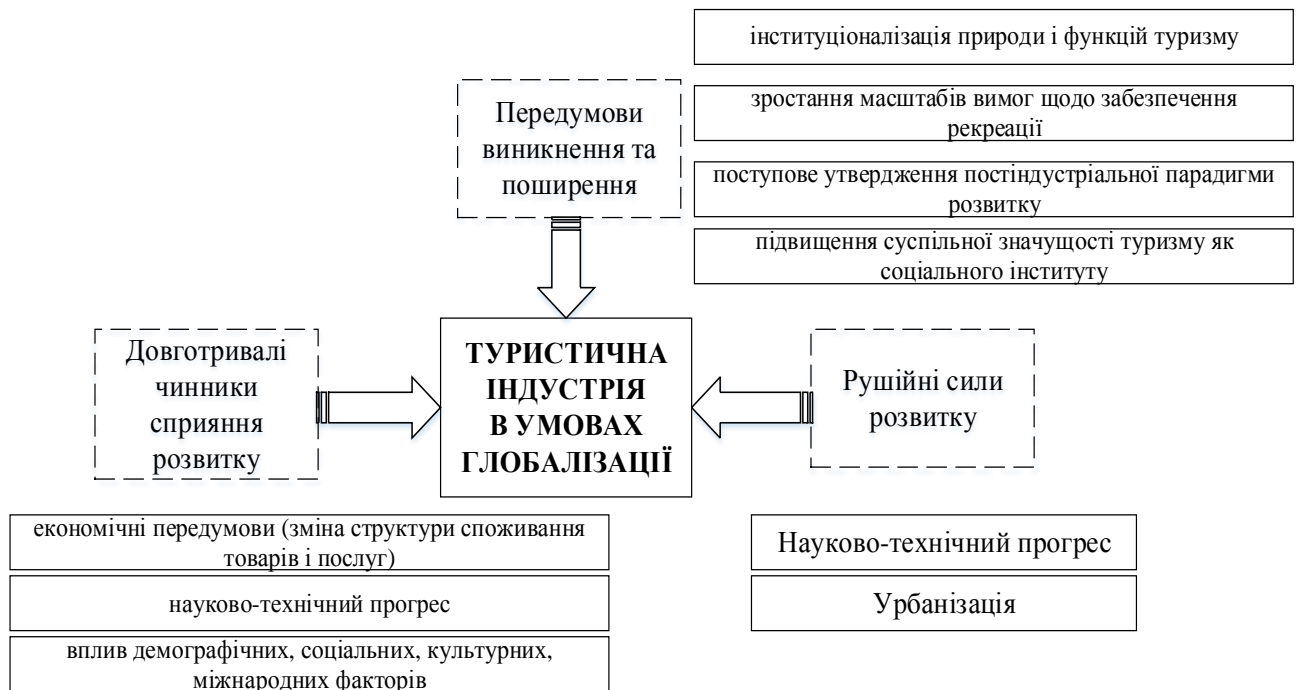 інституціоналізація природи і функцій туризму
зростання масштабів вимог щодо забезпечення
рекреації
поступове утвердження постіндустріальної парадигми
розвитку
підвищення суспільної значущості туризму як
соціального інституту
Передумови
виникнення та
поширення
Довготривалі
чинники
сприяння
розвитку
ТУРИСТИЧНА
ІНДУСТРІЯ
В УМОВАХ
ГЛОБАЛІЗАЦІЇ
Рушійні сили
розвитку
економічні передумови (зміна структури споживання
товарів і послуг)
науково-технічний прогрес
вплив демографічних, соціальних, культурних,
міжнародних факторів
Науково-технічний прогрес
Урбанізація